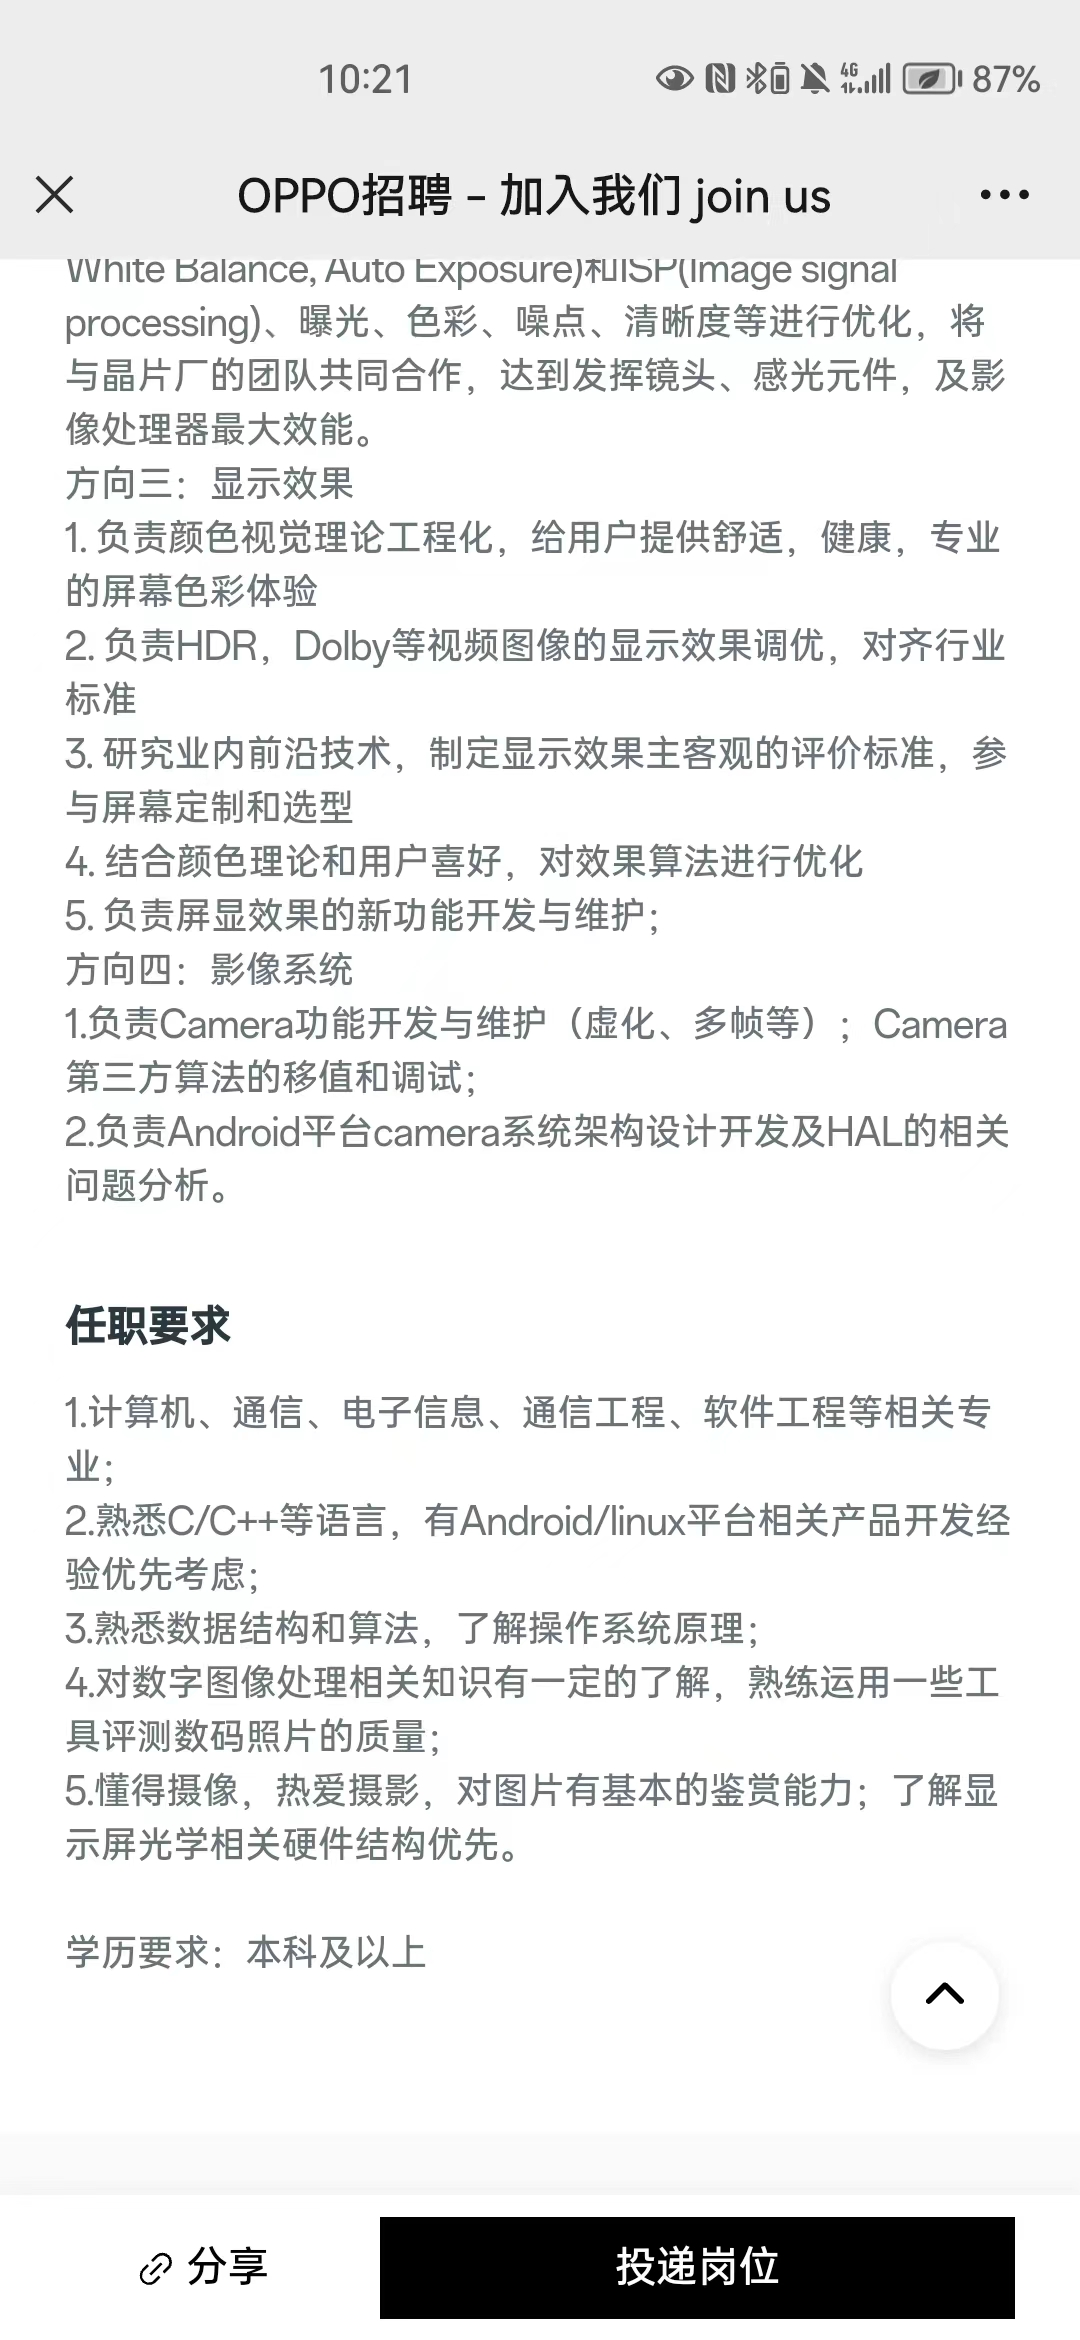 10:21
4G
87%
OPPO招聘 – 加入我们 join us
White Balance, Auto Exposure)和ISP(Image signal
processing)、曝光、色彩、噪点、清晰度等进行优化，将
与晶片厂的团队共同合作，达到发挥镜头、感光元件，及影
像处理器最大效能。
方向三：显示效果
1. 负责颜色视觉理论工程化，给用户提供舒适，健康，专业
的屏幕色彩体验
2. 负责HDR，Dolby等视频图像的显示效果调优，对齐行业
标准
3. 研究业内前沿技术，制定显示效果主客观的评价标准，参
与屏幕定制和选型
4. 结合颜色理论和用户喜好，对效果算法进行优化
5. 负责屏显效果的新功能开发与维护；
方向四：影像系统
1.负责Camera功能开发与维护（虚化、多帧等）；Camera
第三方算法的移值和调试；
2.负责Android平台camera系统架构设计开发及HAL的相关
问题分析。
任职要求
1.计算机、通信、电子信息、通信工程、软件工程等相关专
业；
2.熟悉C/C++等语言，有Android/linux平台相关产品开发经
验优先考虑；
3.熟悉数据结构和算法，了解操作系统原理；
4.对数字图像处理相关知识有一定的了解，熟练运用一些工
具评测数码照片的质量；
5.懂得摄像，热爱摄影，对图片有基本的鉴赏能力；了解显
示屏光学相关硬件结构优先。
学历要求：本科及以上
分享
投递岗位